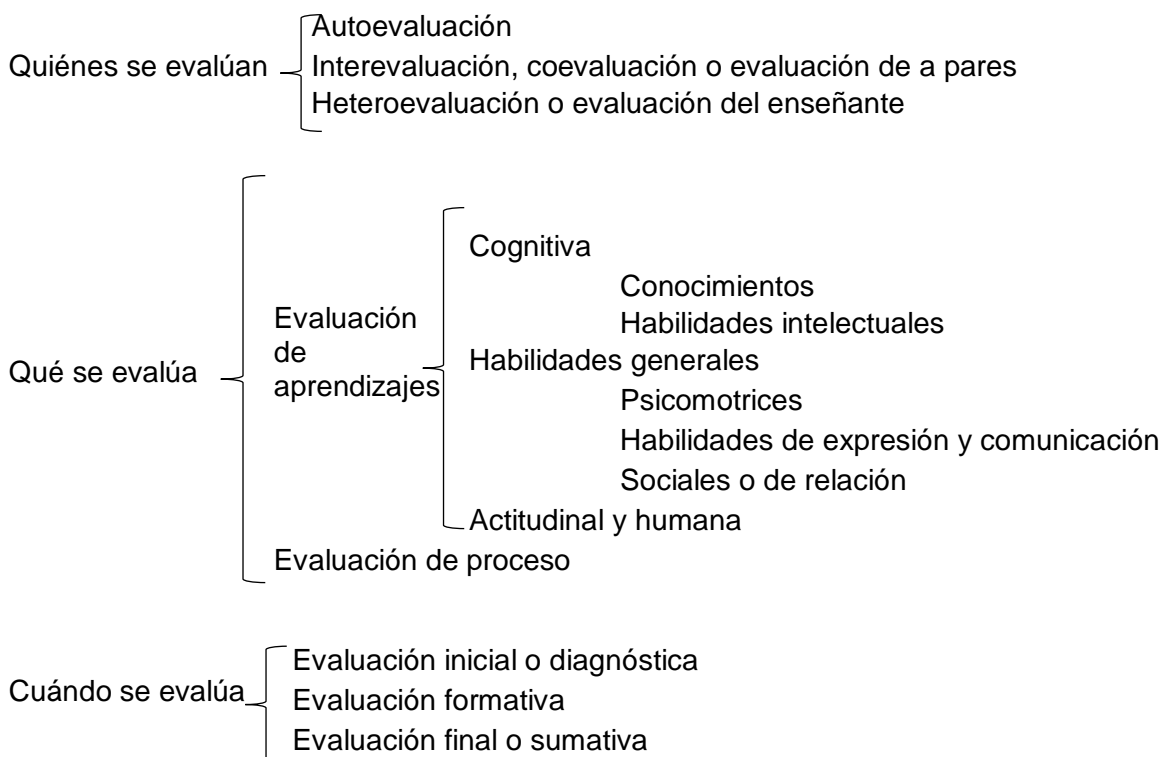 Autoevaluación
Quiénes se evalúan
Interevaluación, coevaluación o evaluación de a pares
Heteroevaluación o evaluación del enseñante
Qué se evalúa
Evaluación
de
aprendizajes
Cognitiva
Conocimientos
Habilidades intelectuales
Habilidades generales
Psicomotrices
Habilidades de expresión y comunicación
Sociales o de relación
Actitudinal y humana
Evaluación de proceso
Cuándo se evalúa
Evaluación inicial o diagnóstica
Evaluación formativa
Evaluación final o sumativa